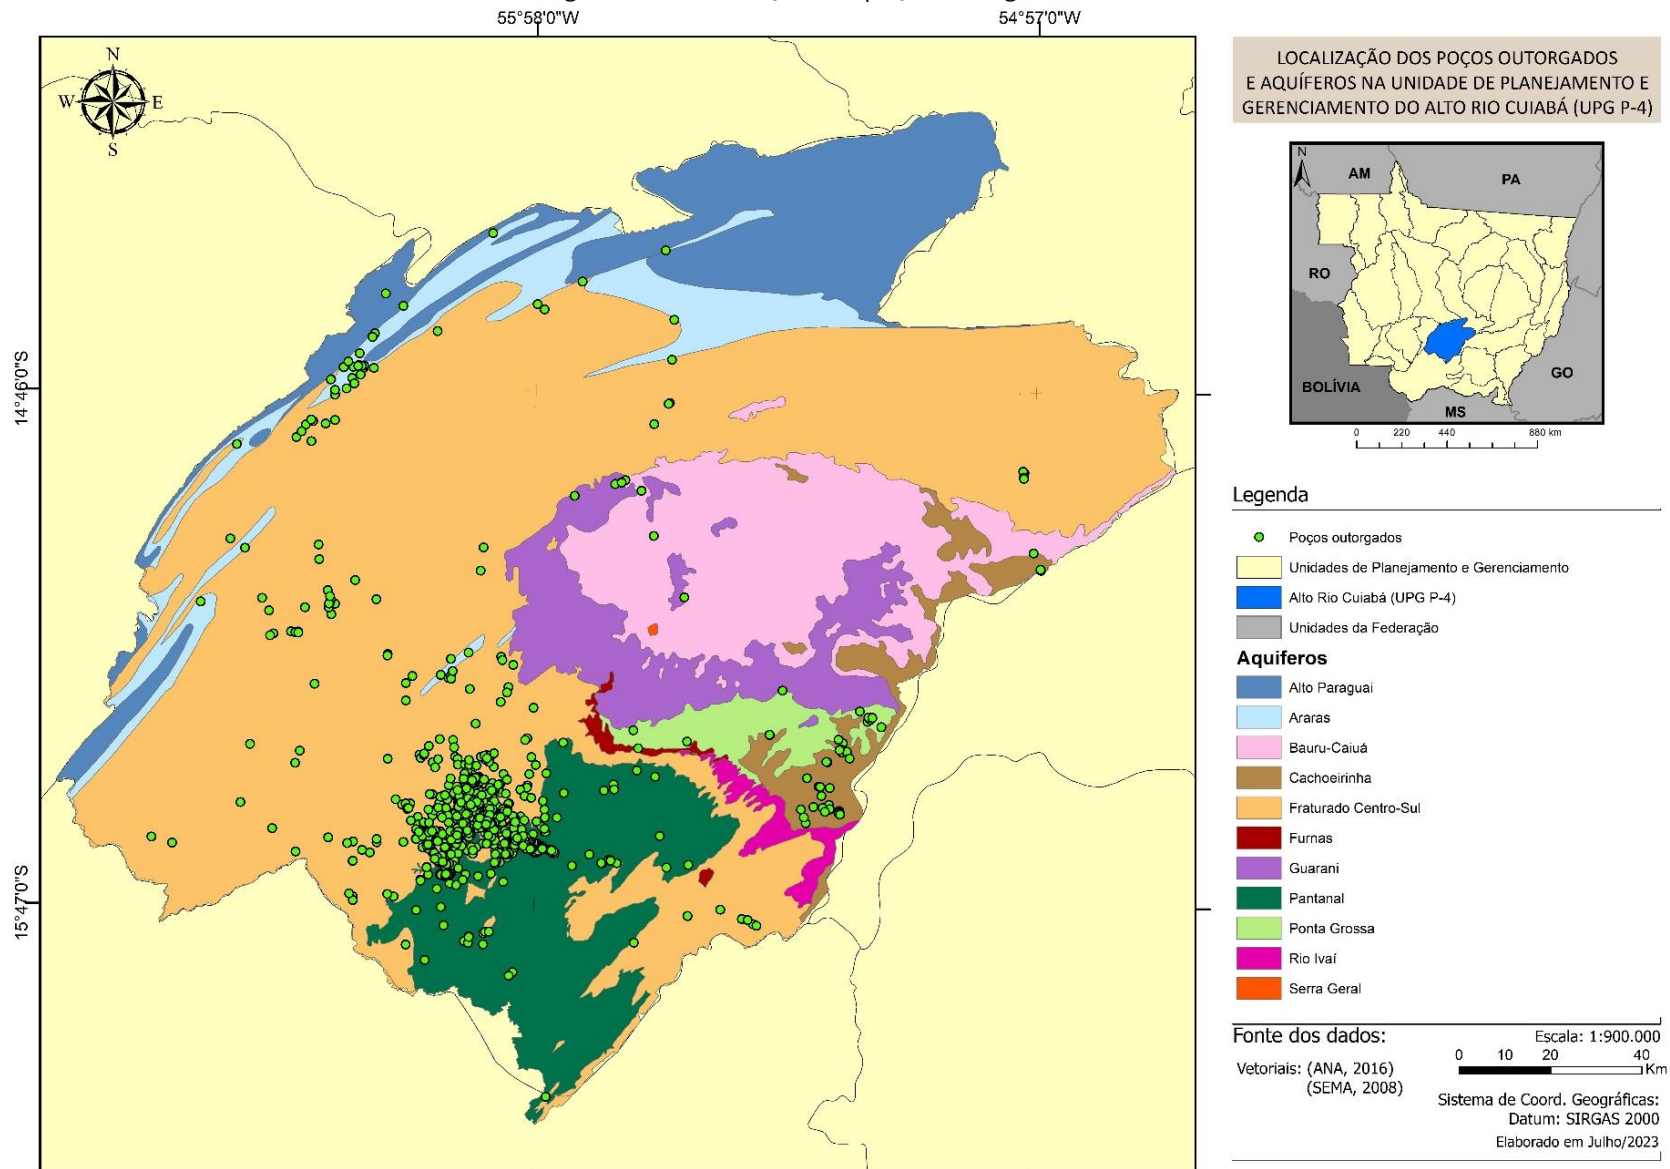 55°58'0"W
54°57'0"W
N
W
E
S
14°46'0"S
15°47'0"S
LOCALIZAÇÃO DOS POÇOS OUTORGADOS
E AQUÍFEROS NA UNIDADE DE PLANEJAMENTO E
GERENCIAMENTO DO ALTO RIO CUIABÁ (UPG P-4)
N
AM
PA
RO
BOLÍVIA
GO
MS
0 220 440 880 km
Legenda
Poços outorgados
Unidades de Planejamento e Gerenciamento
Alto Rio Cuiabá (UPG P-4)
Unidades da Federação
Aquiferos
Alto Paraguai
Araras
Bauru-Caiuá
Cachoeirinha
Fraturado Centro-Sul
Furnas
Guarani
Pantanal
Ponta Grossa
Rio Ivaí
Serra Geral
Fonte dos dados:
Vetoriais: (ANA, 2016)
(SEMA, 2008)
Escala: 1:900.000
0 10 20 40
Km
Sistema de Coord. Geográficas:
Datum: SIRGAS 2000
Elaborado em Julho/2023